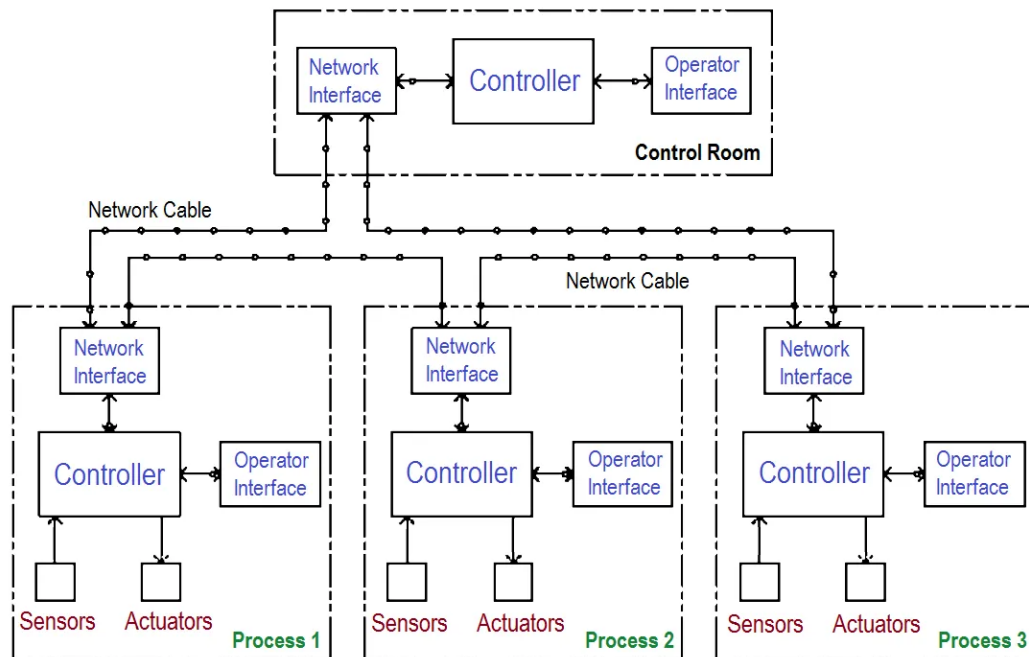 Network
Interface
Controller
Operator
Interface
Control Room
Network Cable
Network Cable
Network
Interface
Controller
Operator
Interface
Sensors
Actuators
Process 1
Network
Interface
Controller
Operator
Interface
Sensors
Actuators
Process 2
Network
Interface
Controller
Operator
Interface
Sensors
Actuators
Process 3